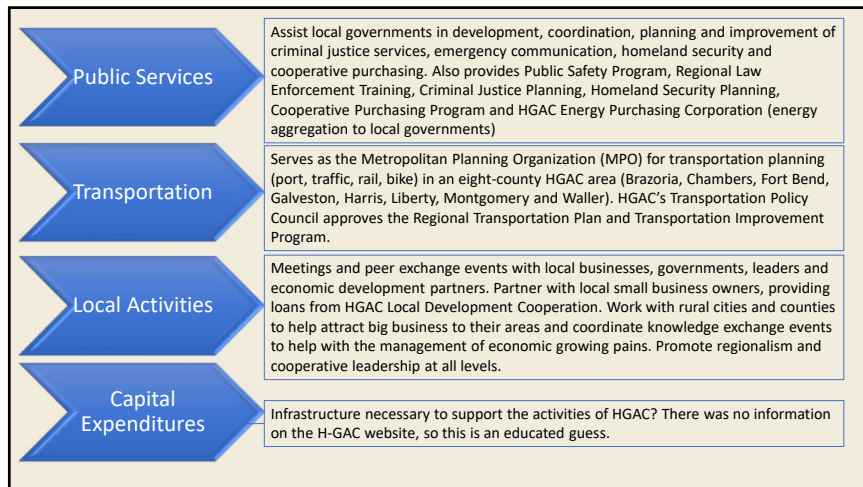 Public Services
Assist local governments in development, coordination, planning and improvement of
criminal justice services, emergency communication, homeland security and
cooperative purchasing. Also provides Public Safety Program, Regional Law
Enforcement Training, Criminal Justice Planning, Homeland Security Planning,
Cooperative Purchasing Program and HGAC Energy Purchasing Corporation (energy
aggregation to local governments)
Transportation
Serves as the Metropolitan Planning Organization (MPO) for transportation planning
(port, traffic, rail, bike) in an eight-county HGAC area (Brazoria, Chambers, Fort Bend,
Galveston, Harris, Liberty, Montgomery and Waller). HGAC’s Transportation Policy
Council approves the Regional Transportation Plan and Transportation Improvement
Program.
Local Activities
Meetings and peer exchange events with local businesses, governments, leaders and
economic development partners. Partner with local small business owners, providing
loans from HGAC Local Development Cooperation. Work with rural cities and counties
to help attract big business to their areas and coordinate knowledge exchange events
to help with the management of economic growing pains. Promote regionalism and
cooperative leadership at all levels.
Capital
Expenditures
Infrastructure necessary to support the activities of HGAC? There was no information
on the H-GAC website, so this is an educated guess.